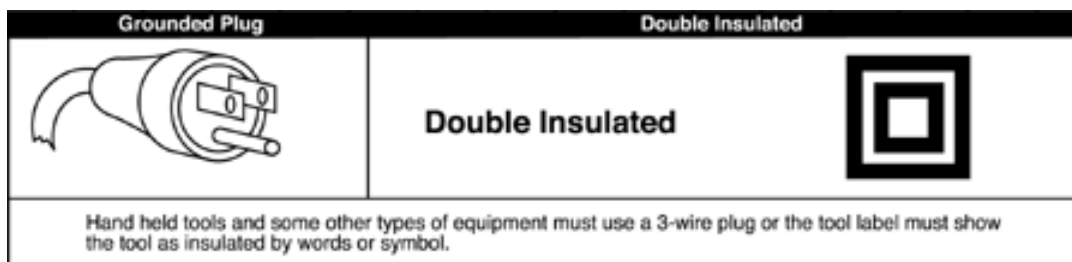 Grounded Plug
Double Insulated
Double Insulated
Hand held tools and some other types of equipment must use a 3-wire plug or the tool label must show
the tool as insulated by words or symbol.